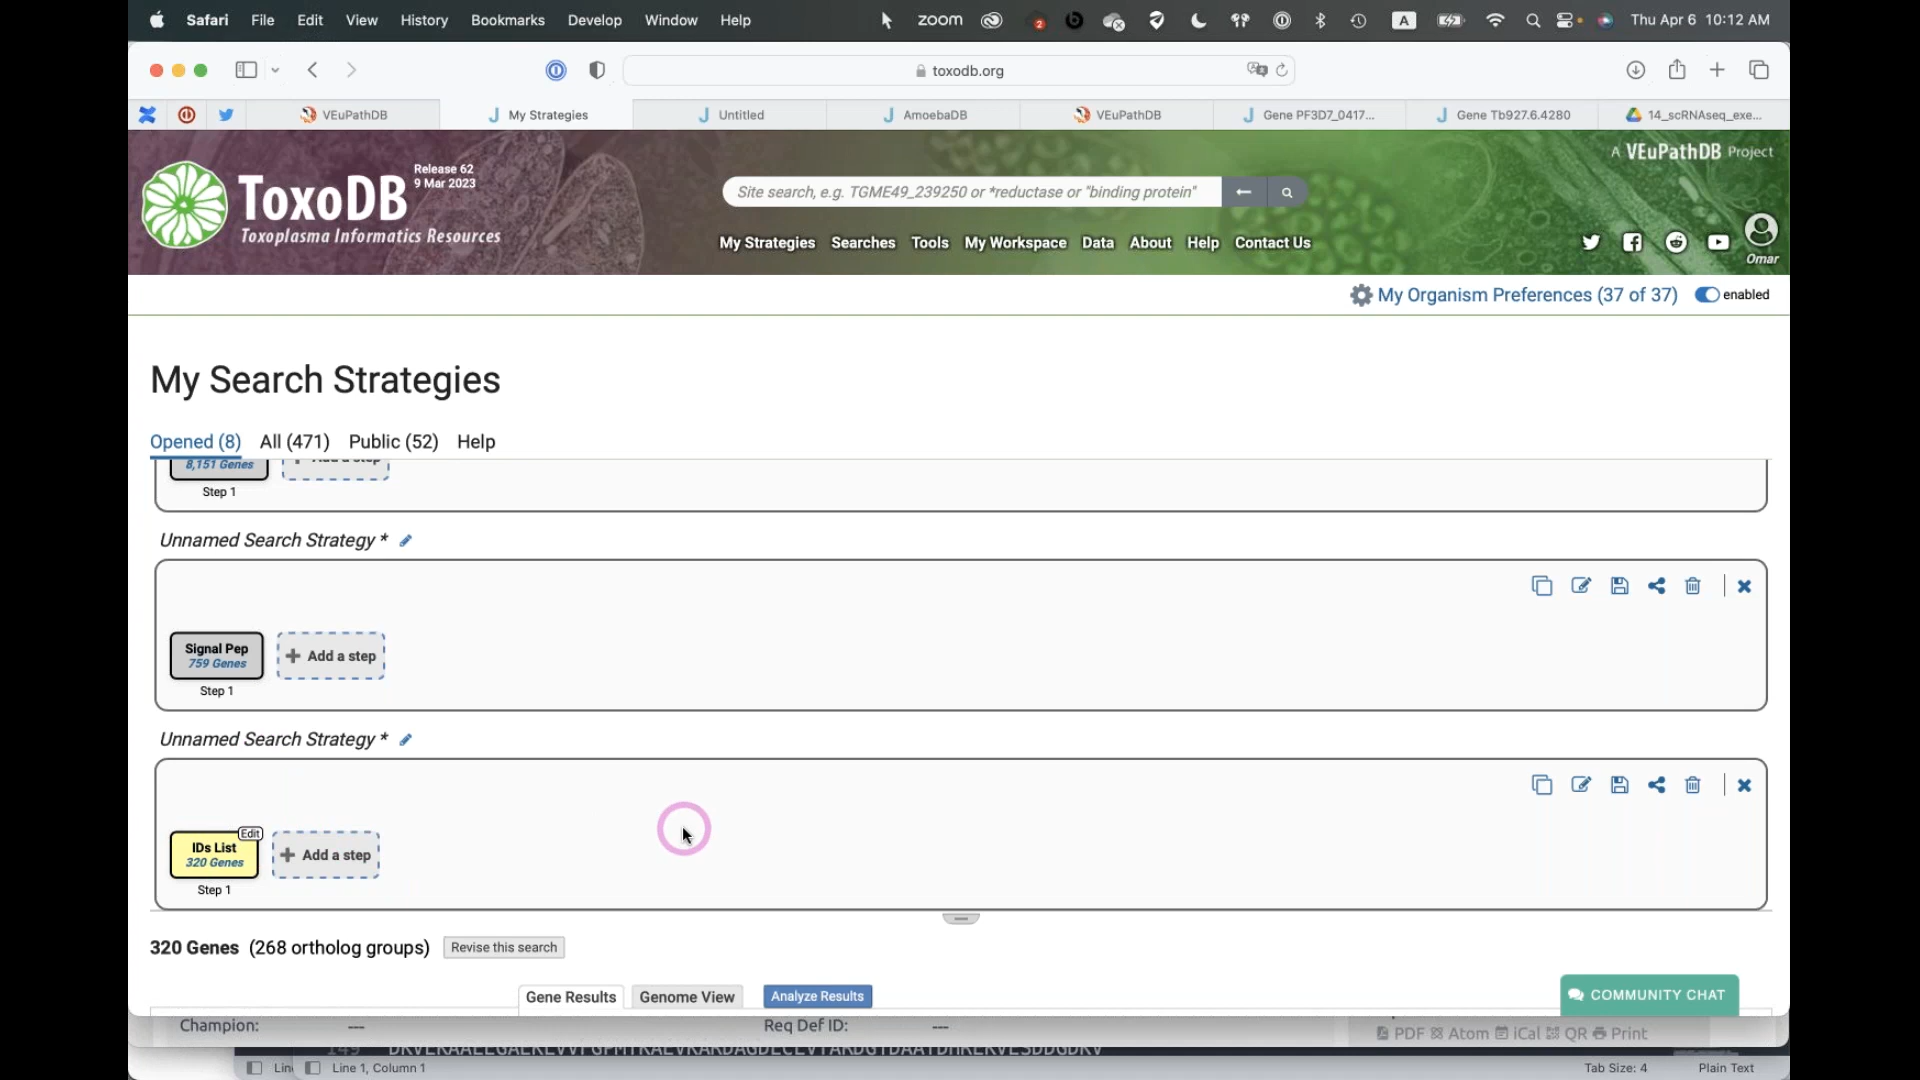 Safari File Edit View History Bookmarks Develop Window Help zoom 2 A Thu Apr 6 10:12 AM
toxodb.org
VEuPathDB My Strategies Untitled AmoebaDB VEuPathDB Gene PF3D7_0417... Gene Tb927.6.4280 14_scRNAseq_exe...
A VEuPathDB Project
Release 62
9 Mar 2023
ToxoDB
Toxoplasma Informatics Resources
Site search, e.g. TGME49_239250 or *reductase or "binding protein"
My Strategies Searches Tools My Workspace Data About Help Contact Us
Omar
My Organism Preferences (37 of 37) enabled
My Search Strategies
Opened (8) All (471) Public (52) Help
8,151 Genes
Add a step
Step 1
Unnamed Search Strategy *
Signal Pep
759 Genes
Add a step
Step 1
Unnamed Search Strategy *
Edit
IDs List
320 Genes
Add a step
Step 1
320 Genes (268 ortholog groups) Revise this search
Gene Results Genome View Analyze Results
COMMUNITY CHAT
Champion: --- Req Def ID: ---
PDF Atom iCal QR Print
Line 1, Column 1 Tab Size: 4 Plain Text